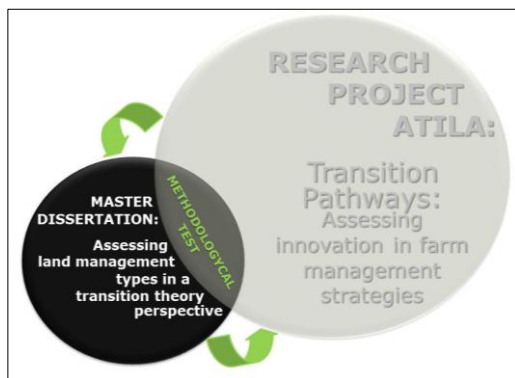 RESEARCH
PROJECT
ATILA:
Transition
Pathways:
Assessing
innovation in farm
management
strategies
METHODOLOGYCAL
TEST
MASTER
DISSERTATION:
Assessing
land management
types in a
transition theory
perspective